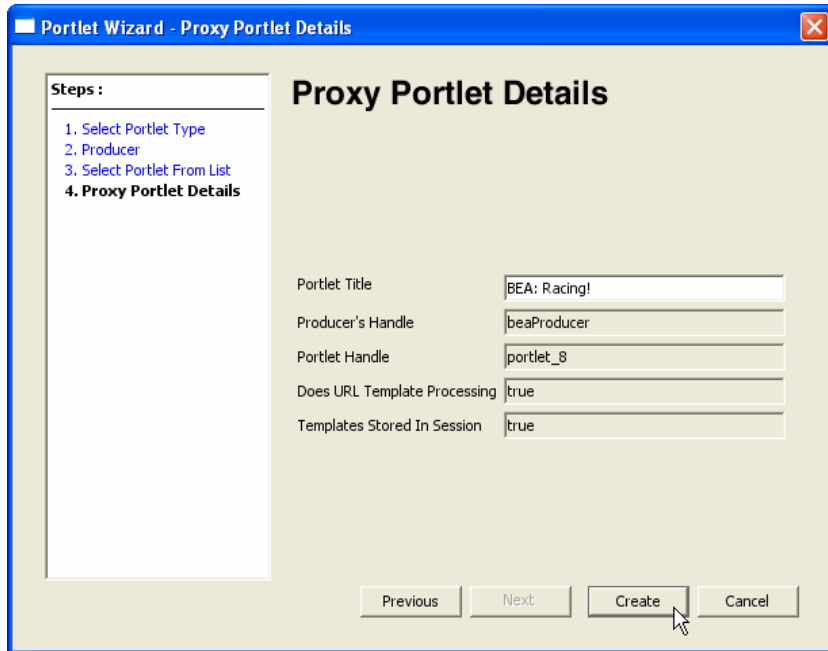 Portlet Wizard - Proxy Portlet Details
Steps :
1. Select Portlet Type
2. Producer
3. Select Portlet From List
4. Proxy Portlet Details
Proxy Portlet Details
Portlet Title BEA: Racing!
Producer's Handle beaProducer
Portlet Handle portlet_8
Does URL Template Processing true
Templates Stored In Session true
Previous Next Create Cancel